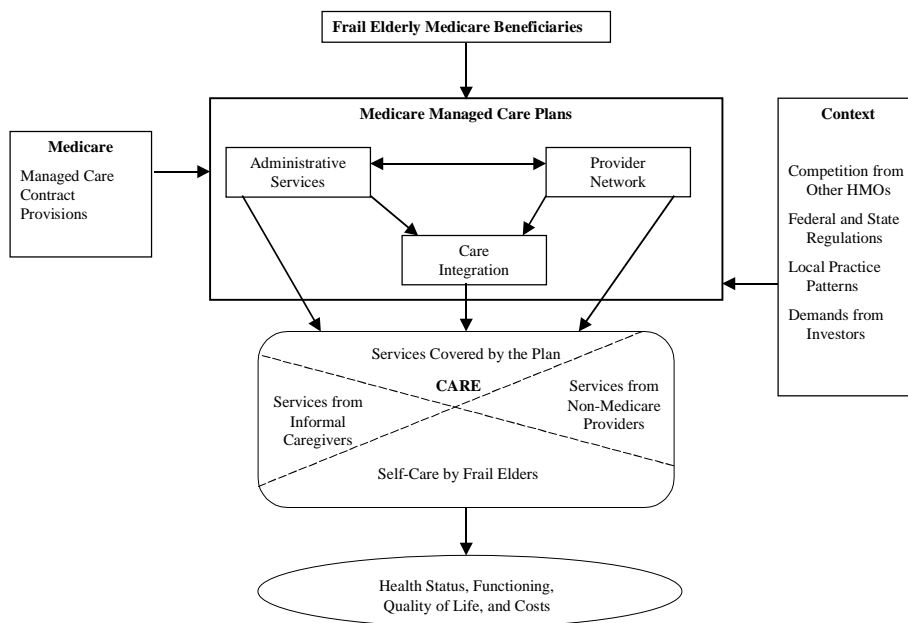 Frail Elderly Medicare Beneficiaries
Medicare Managed Care Plans
Medicare
Managed Care
Contract
Provisions
Administrative
Services
Provider
Network
Care
Integration
Context
Competition from
Other HMOs
Federal and State
Regulations
Local Practice
Patterns
Demands from
Investors
Services Covered by the Plan
CARE
Services from
Informal
Caregivers
Services from
Non-Medicare
Providers
Self-Care by Frail Elders
Health Status, Functioning,
Quality of Life, and Costs